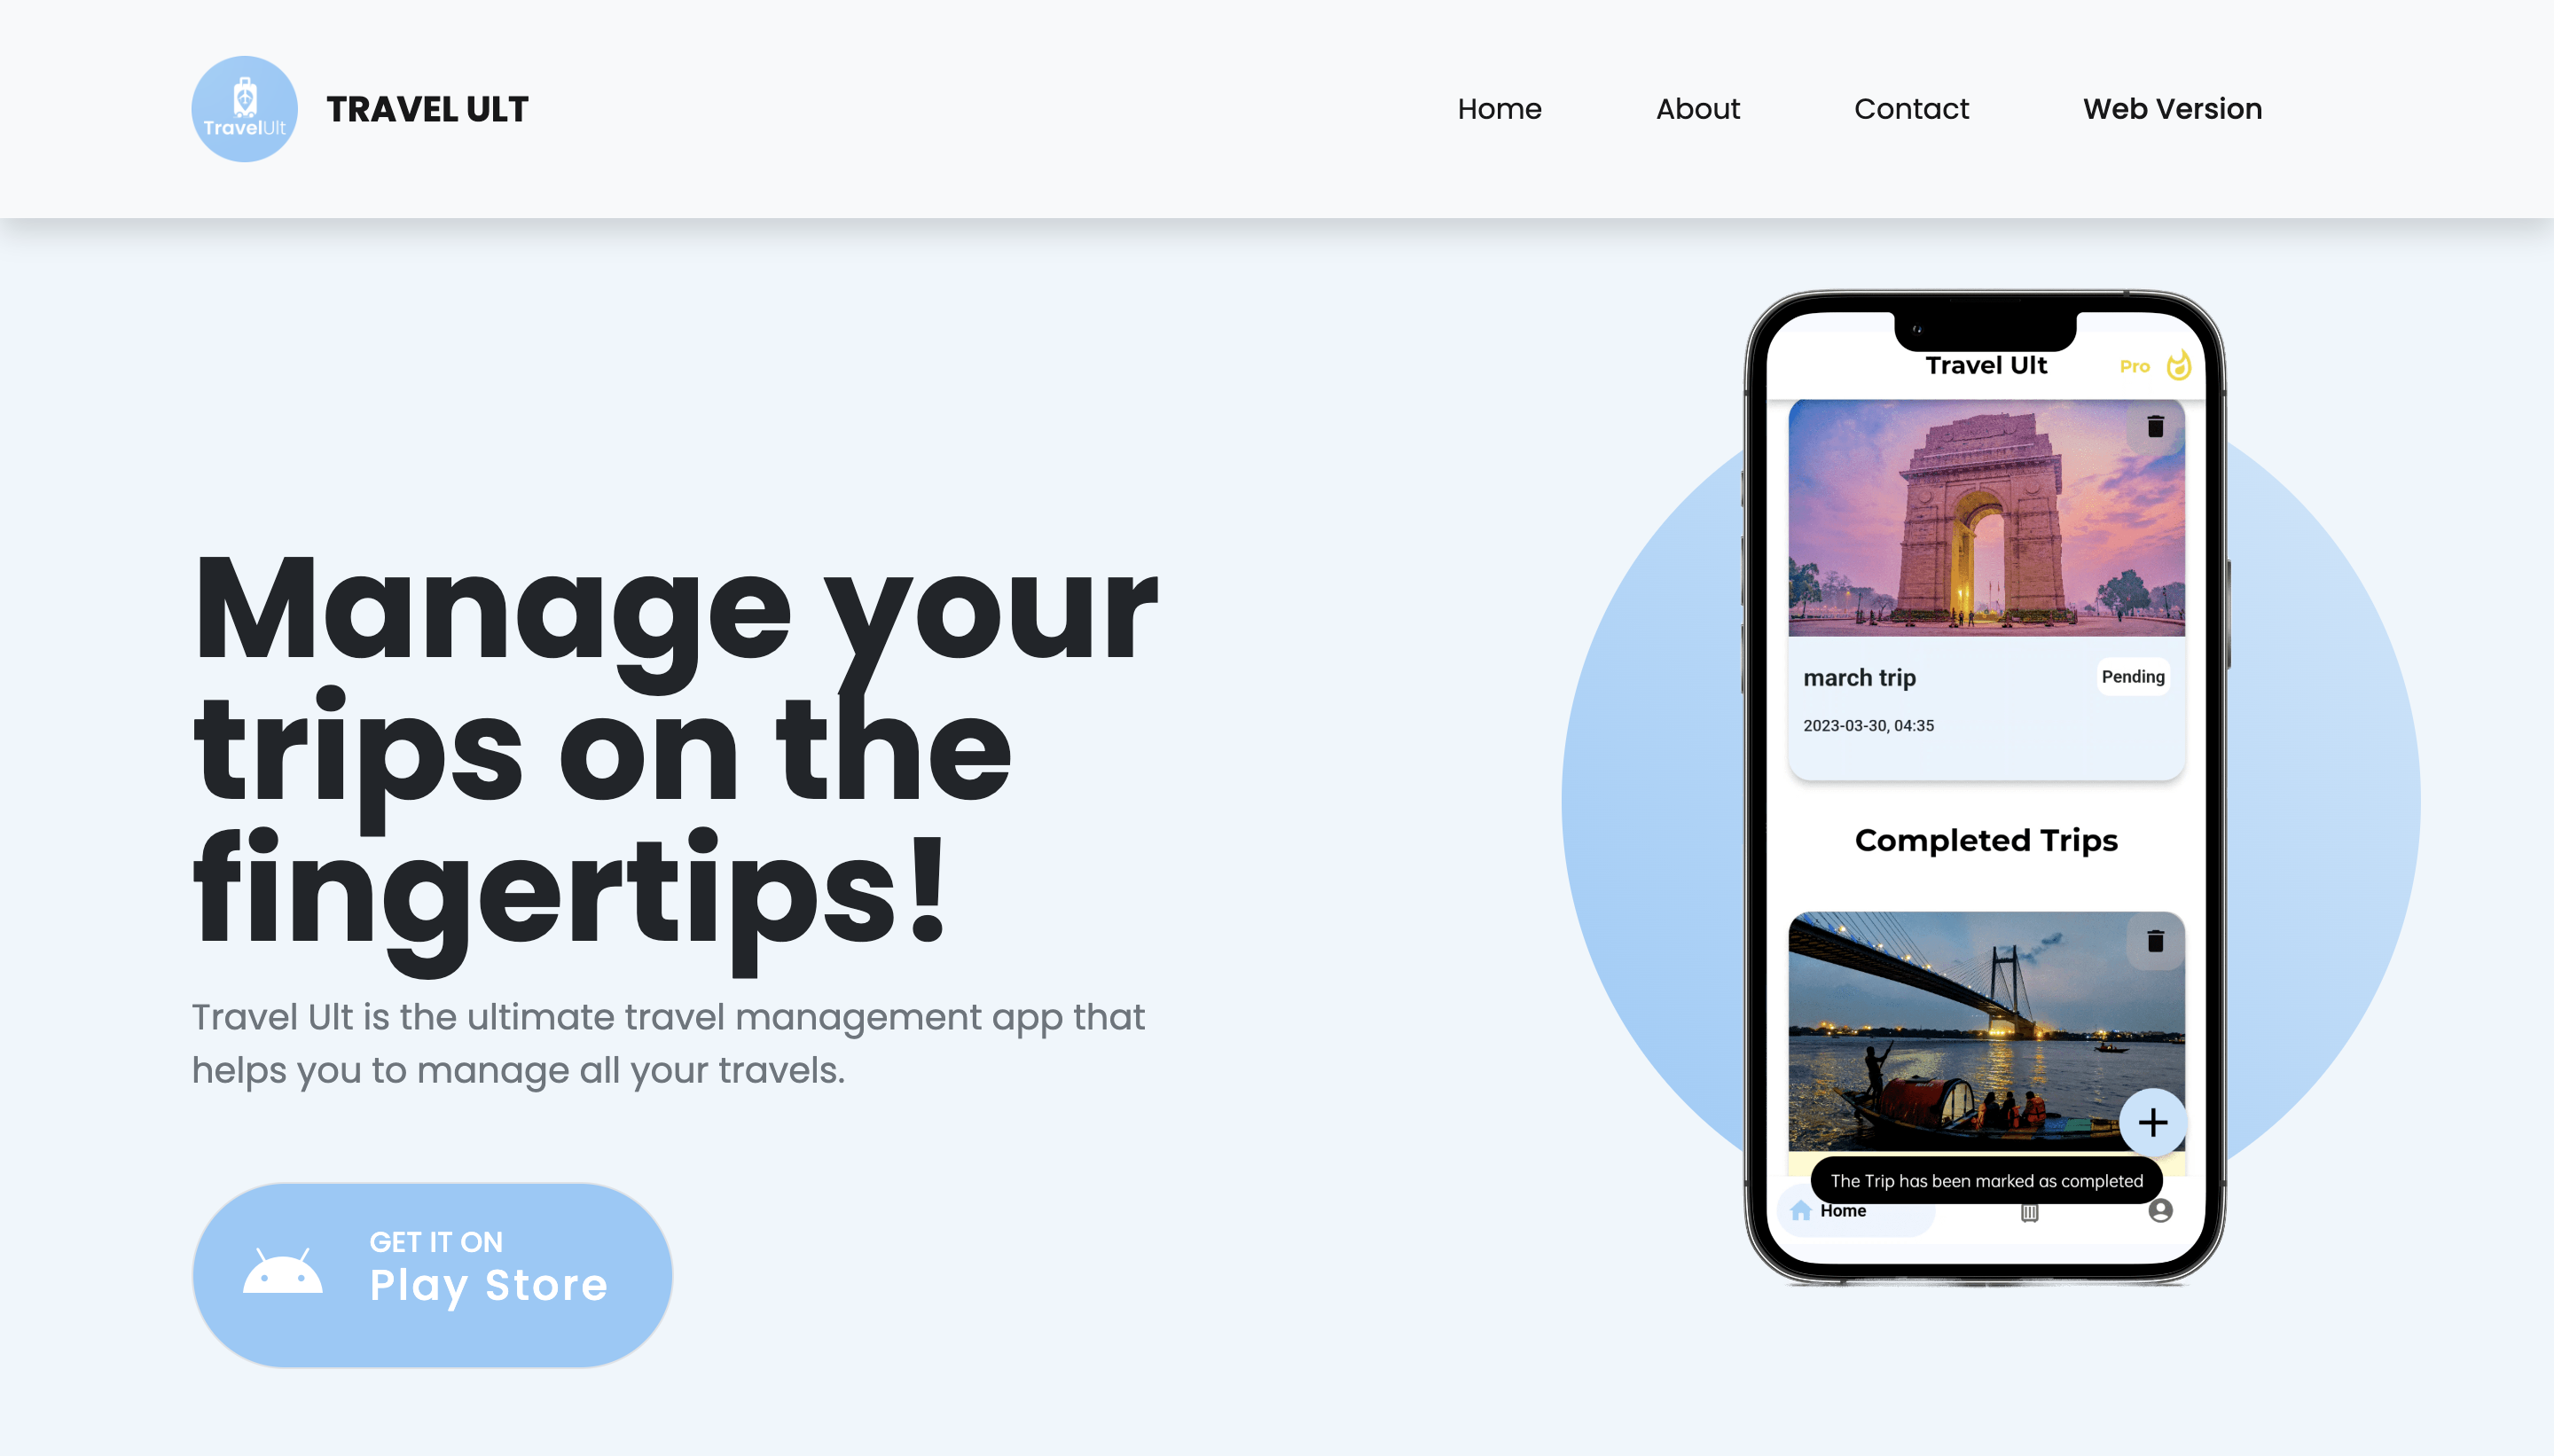 TravelUlt
TRAVEL ULT
Home
About
Contact
Web Version
Manage your
trips on the
fingertips!
Travel Ult is the ultimate travel management app that
helps you to manage all your travels.
GET IT ON
Play Store
Travel Ult
Pro
march trip
Pending
2023-03-30, 04:35
Completed Trips
The Trip has been marked as completed
Home